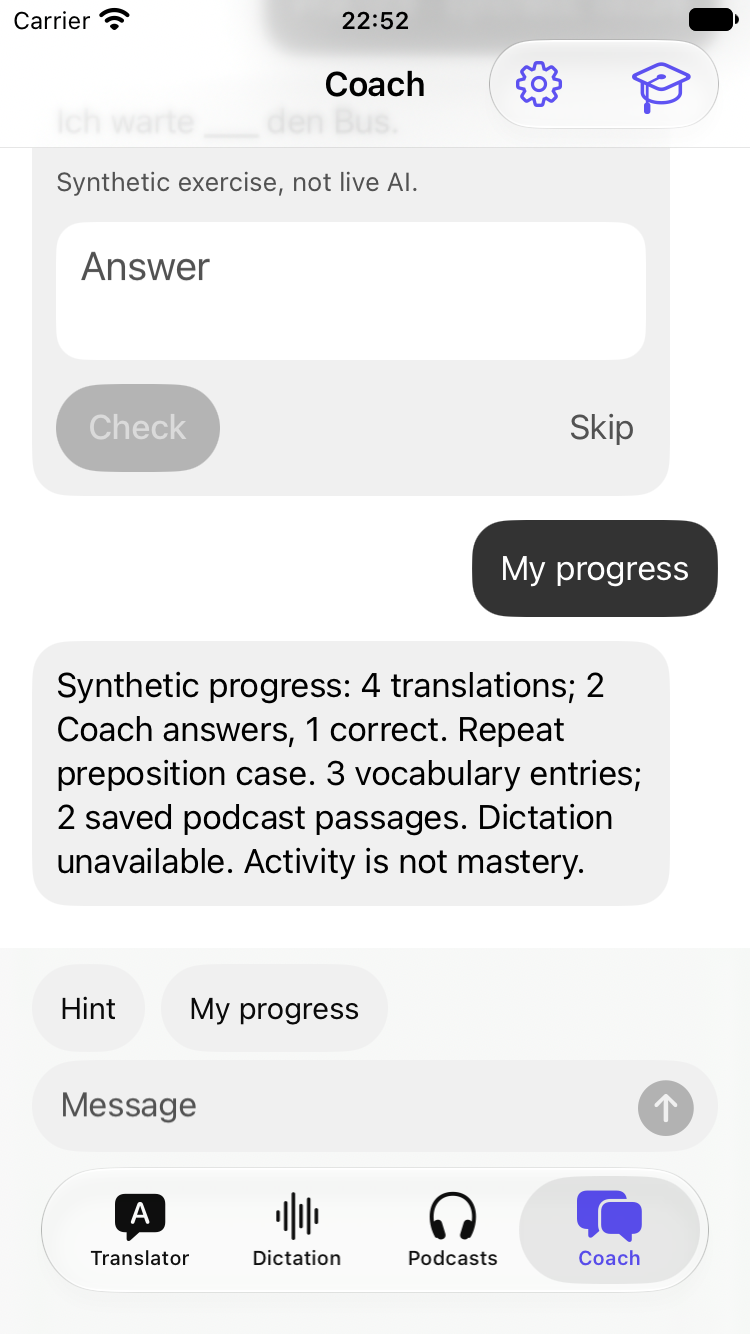 Carrier
22:52
Coach
Ich warte ____ den Bus.
Synthetic exercise, not live AI.
Answer
Check
Skip
My progress
Synthetic progress: 4 translations; 2
Coach answers, 1 correct. Repeat
preposition case. 3 vocabulary entries;
2 saved podcast passages. Dictation
unavailable. Activity is not mastery.
Hint
My progress
Message
A
Translator
Dictation
Podcasts
Coach